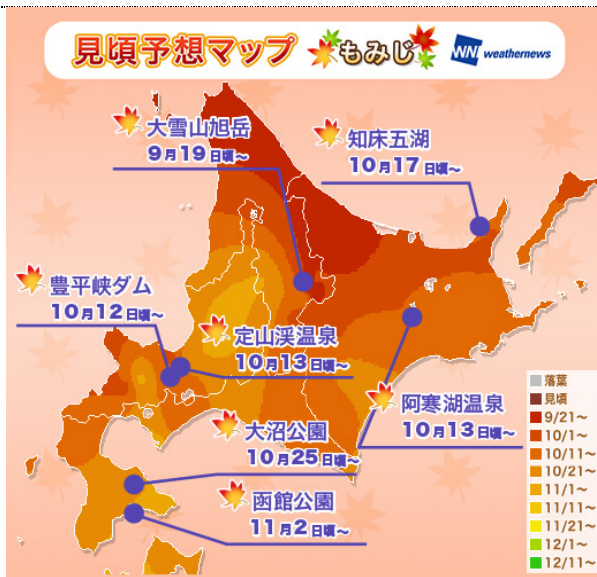 見頃予想マップ もみじ WN weathernews
大雪山旭岳
9月19日頃～
知床五湖
10月17日頃～
豊平峡ダム
10月12日頃～
定山渓温泉
10月13日頃～
阿寒湖温泉
10月13日頃～
大沼公園
10月25日頃～
函館公園
11月2日頃～
落葉
見頃
9/21～
10/1～
10/11～
10/21～
11/1～
11/11～
11/21～
12/1～
12/11～